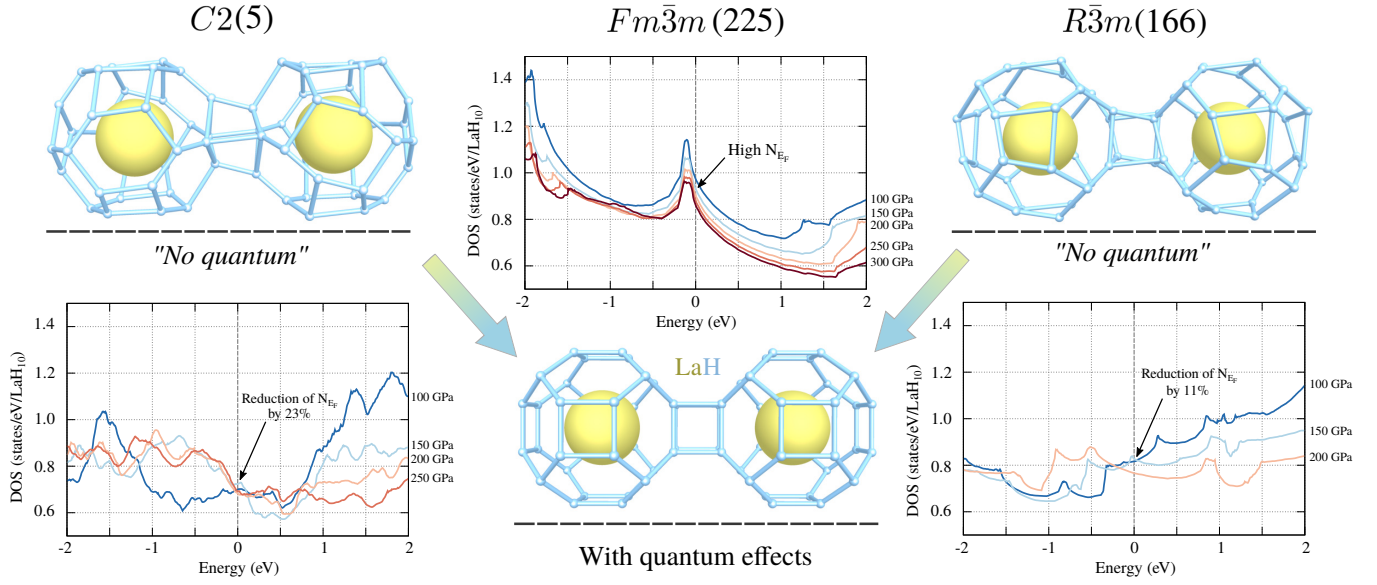 C2(5)
Fm3̄m(225)
R3̄m(166)
"No quantum"
"No quantum"
DOS (states/eV/LaH₁₀)
1.4
1.2
1.0
0.8
0.6
High N_E_F
100 GPa
150 GPa
200 GPa
250 GPa
300 GPa
-2
-1
0
1
2
Energy (eV)
DOS (states/eV/LaH₁₀)
1.4
1.2
1.0
0.8
0.6
Reduction of N_E_F
by 23%
100 GPa
150 GPa
200 GPa
250 GPa
-2
-1
0
1
2
Energy (eV)
LaH
With quantum effects
DOS (states/eV/LaH₁₀)
1.4
1.2
1.0
0.8
0.6
Reduction of N_E_F
by 11%
100 GPa
150 GPa
200 GPa
-2
-1
0
1
2
Energy (eV)